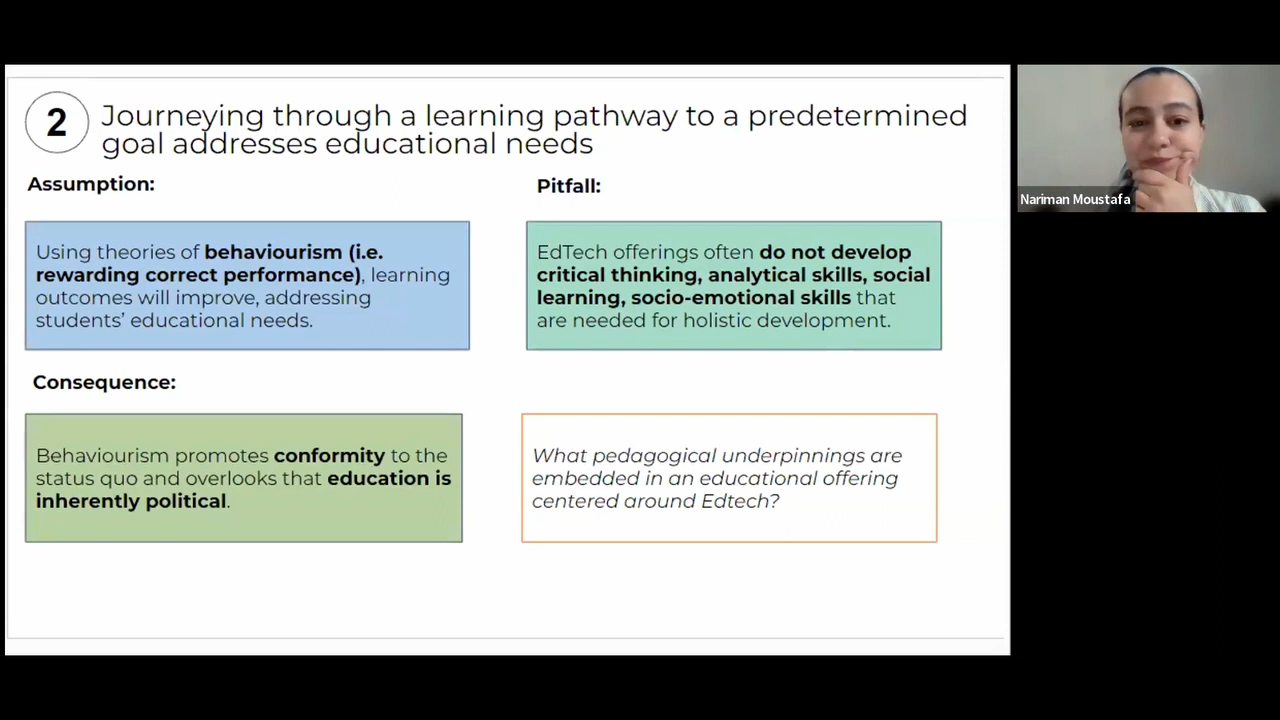 2
Journeying through a learning pathway to a predetermined
goal addresses educational needs
Assumption:
Using theories of behaviourism (i.e.
rewarding correct performance), learning
outcomes will improve, addressing
students’ educational needs.
Pitfall:
EdTech offerings often do not develop
critical thinking, analytical skills, social
learning, socio-emotional skills that
are needed for holistic development.
Consequence:
Behaviourism promotes conformity to the
status quo and overlooks that education is
inherently political.
What pedagogical underpinnings are
embedded in an educational offering
centered around Edtech?
Nariman Moustafa